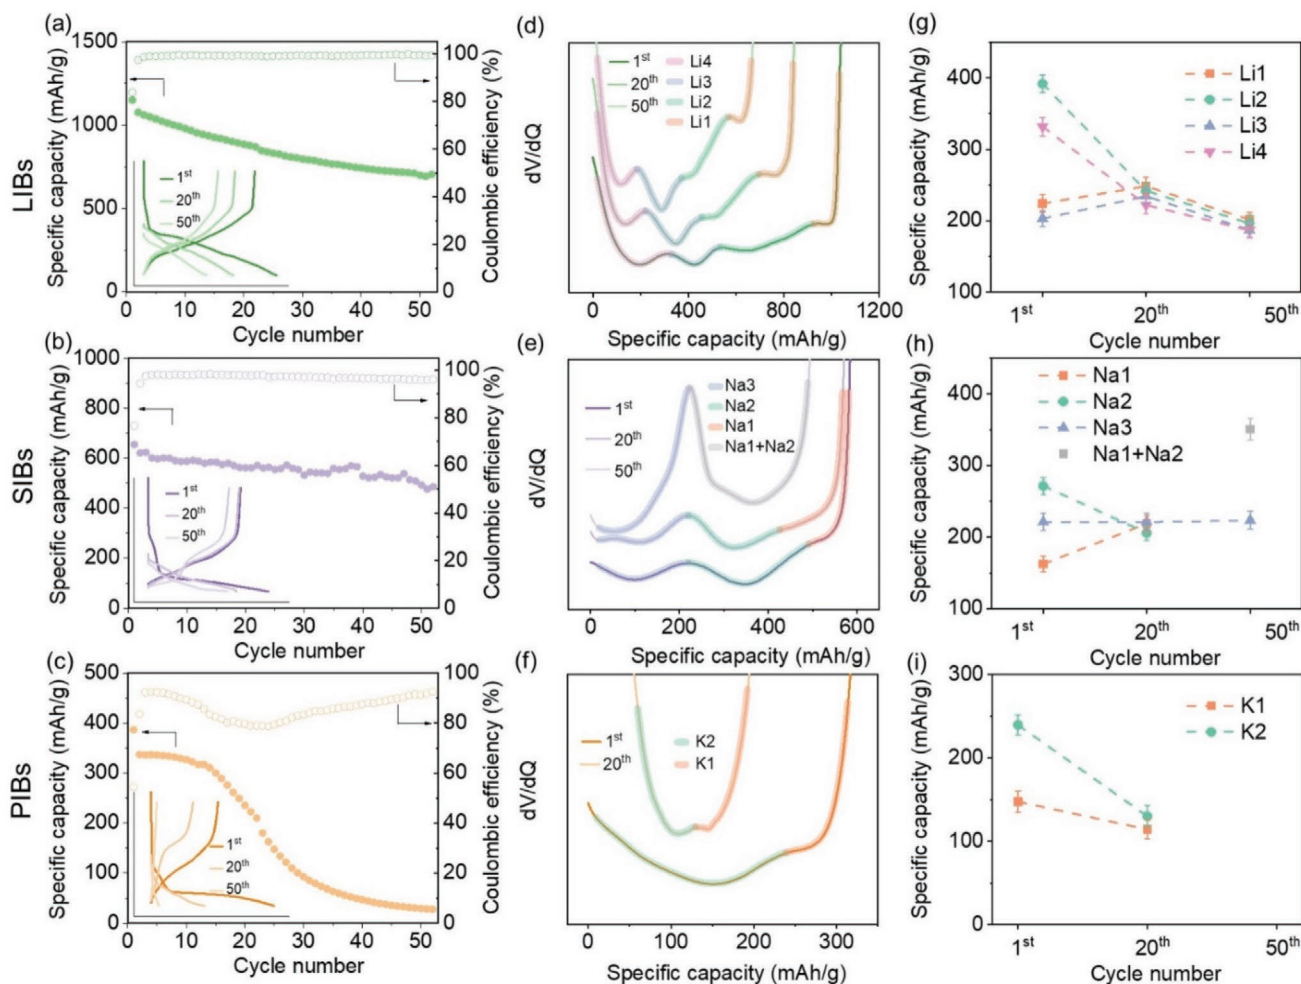 (a)
1500
1000
500
0
Specific capacity (mAh/g)
LIBs
1st
20th
50th
0 10 20 30 40 50
Cycle number
100
80
60
40
20
0
Coulombic efficiency (%)
(d)
dV/dQ
1st
20th
50th
Li4
Li3
Li2
Li1
0 400 800 1200
Specific capacity (mAh/g)
(g)
Specific capacity (mAh/g)
400
300
200
100
Li1
Li2
Li3
Li4
1st 20th 50th
Cycle number
(b)
1000
800
600
400
200
0
Specific capacity (mAh/g)
SIBs
1st
20th
50th
0 10 20 30 40 50
Cycle number
100
80
60
40
20
0
Coulombic efficiency (%)
(e)
dV/dQ
1st
20th
50th
Na3
Na2
Na1
Na1+Na2
0 200 400 600
Specific capacity (mAh/g)
(h)
Specific capacity (mAh/g)
400
300
200
100
Na1
Na2
Na3
Na1+Na2
1st 20th 50th
Cycle number
(c)
500
400
300
200
100
0
Specific capacity (mAh/g)
PIBs
1st
20th
50th
0 10 20 30 40 50
Cycle number
100
80
60
40
20
0
Coulombic efficiency (%)
(f)
dV/dQ
1st
20th
K2
K1
0 100 200 300
Specific capacity (mAh/g)
(i)
Specific capacity (mAh/g)
300
200
100
0
K1
K2
1st 20th 50th
Cycle number